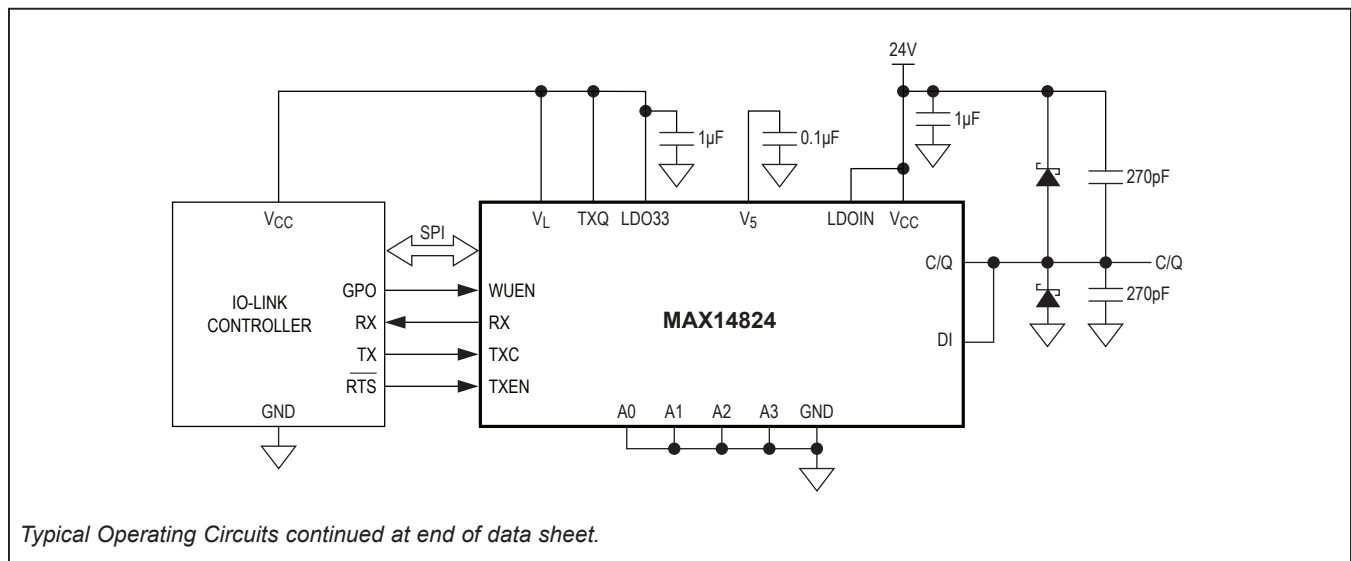 24V
1µF
0.1µF
1µF
270pF
VCC
VL
TXQ
LDO33
V5
LDOIN
VCC
SPI
C/Q
C/Q
GPO
WUEN
270pF
IO-LINK
CONTROLLER
RX
RX
MAX14824
TX
TXC
DI
RTS
TXEN
GND
A0
A1
A2
A3
GND
Typical Operating Circuits continued at end of data sheet.